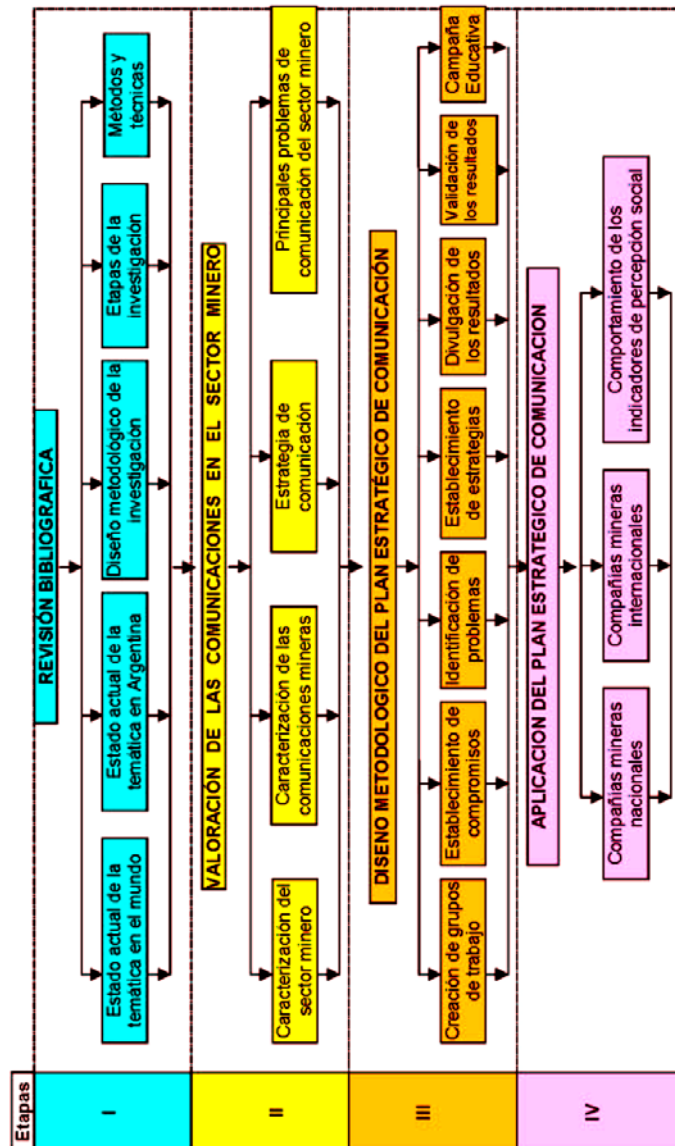 Etapas
I
REVISIÓN BIBLIOGRAFICA
Estado actual de la
temática en el mundo
Estado actual de la
temática en Argentina
Diseño metodológico de la
investigación
Etapas de la
investigación
Métodos y
técnicas
II
VALORACIÓN DE LAS COMUNICACIONES EN EL SECTOR MINERO
Caracterización del
sector minero
Caracterización de las
comunicaciones mineras
Estrategia de
comunicación
Principales problemas de
comunicación del sector minero
III
DISEÑO METODOLOGICO DEL PLAN ESTRATÉGICO DE COMUNICACIÓN
Creación de grupos
de trabajo
Establecimiento de
compromisos
Identificación de
problemas
Establecimiento
de estrategias
Divulgación de
los resultados
Validación de
los resultados
Campaña
Educativa
IV
APLICACION DEL PLAN ESTRATEGICO DE COMUNICACION
Compañías mineras
nacionales
Compañías mineras
internacionales
Comportamiento de los
indicadores de percepción social